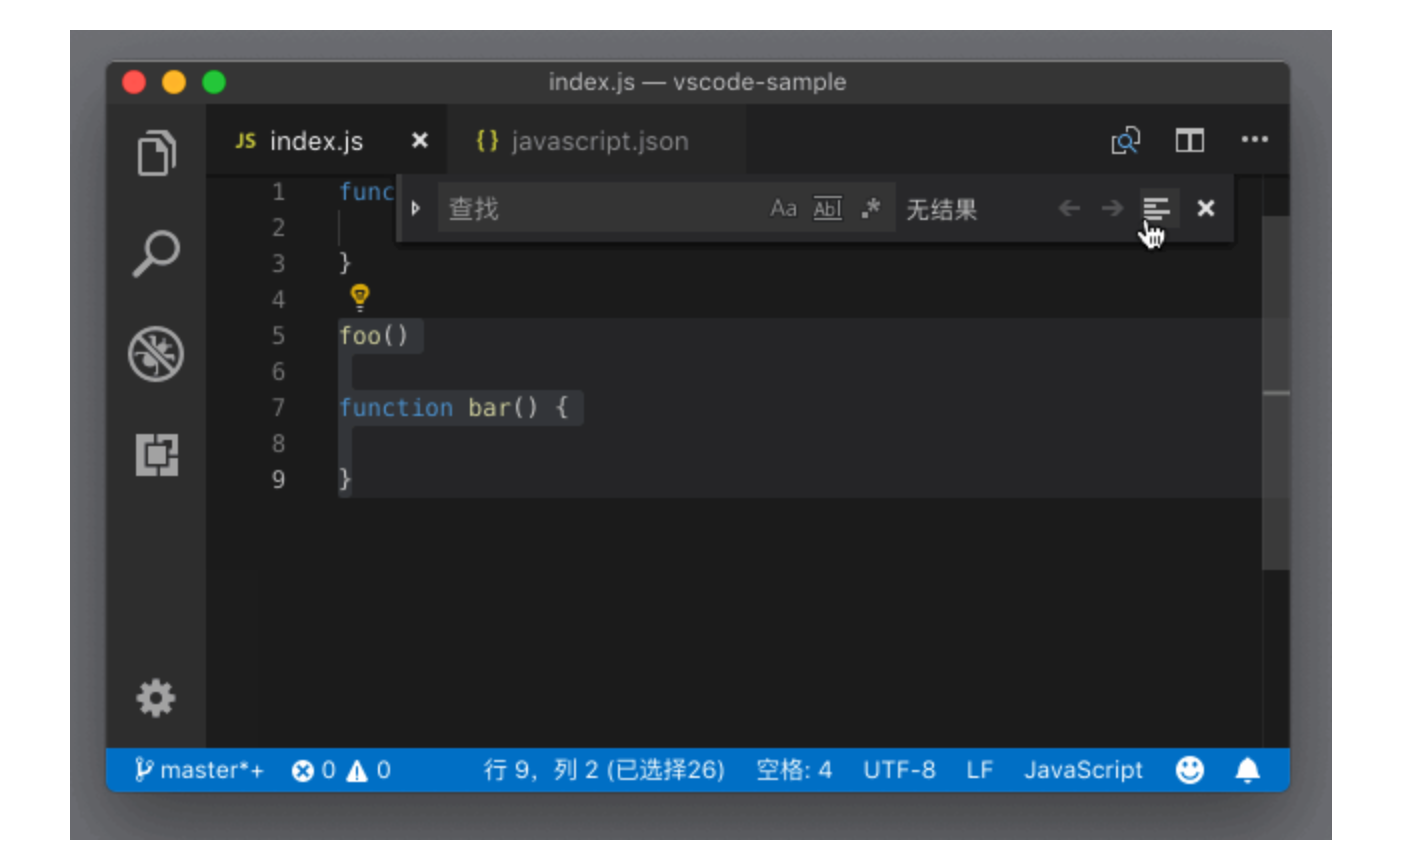 index.js — vscode-sample
JS index.js × {} javascript.json
查找 Aa Abl .* 无结果
1 func
2
3 }
4
5 foo()
6
7 function bar() {
8
9 }
master*+ 0 0 行 9，列 2 (已选择26) 空格: 4 UTF-8 LF JavaScript